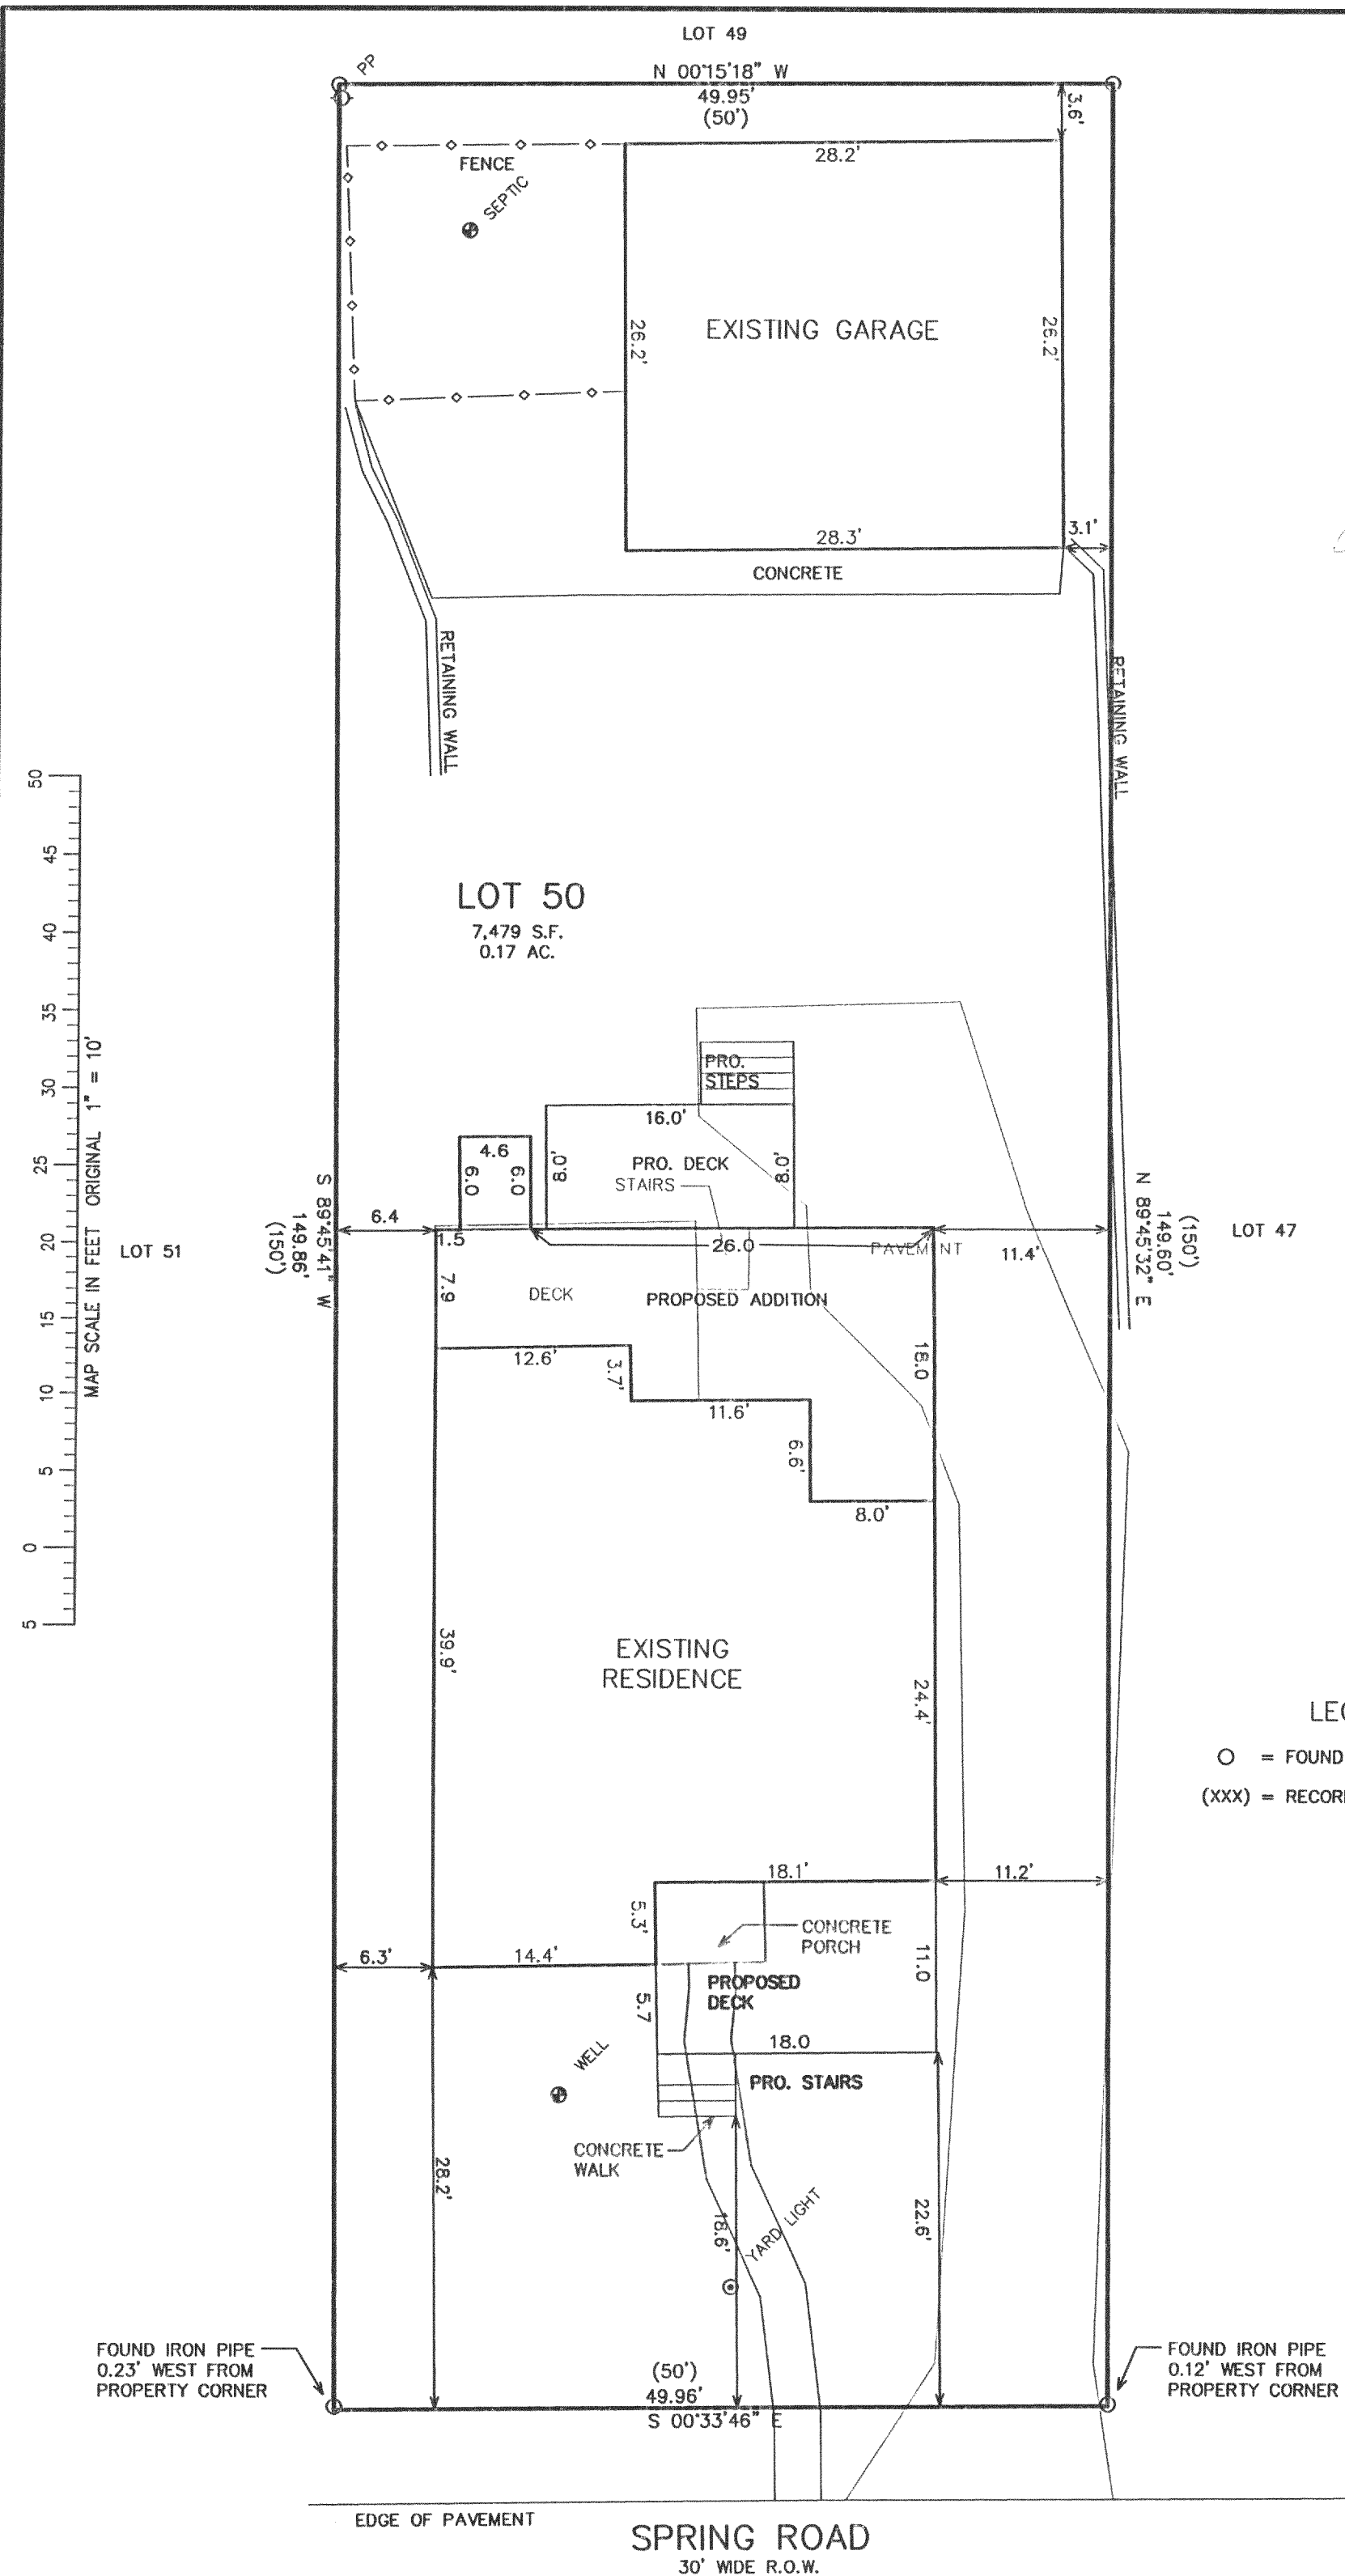 LOT 49
N 00°15'18" W
49.95'
(50')
PP
3.6'
28.2'
FENCE
SEPTIC
26.2'
EXISTING GARAGE
26.2'
28.3'
3.1'
CONCRETE
RETAINING WALL
RETAINING WALL
LOT 50
7,479 S.F.
0.17 AC.
50
45
40
35
30
25
20
15
10
5
0
5
MAP SCALE IN FEET ORIGINAL 1" = 10'
PRO.
STEPS
16.0'
4.6
6.0
6.0
8.0'
PRO. DECK
8.0'
STAIRS
S 89°45'41" W
149.86'
(150')
LOT 51
6.4
1.5
26.0
PAVEMENT
11.4'
(150')
149.60'
N 89°45'32" E
LOT 47
7.9
DECK
PROPOSED ADDITION
12.6'
3.7'
18.0
11.6'
6.6'
8.0'
39.9'
EXISTING
RESIDENCE
24.4'
LEG
= FOUND
(XXX) = RECOR
18.1'
11.2'
5.3'
CONCRETE
PORCH
11.0
6.3'
14.4'
PROPOSED
DECK
5.7
18.0
WELL
PRO. STAIRS
CONCRETE
WALK
28.2'
18.6'
YARD LIGHT
22.6'
FOUND IRON PIPE
0.23' WEST FROM
PROPERTY CORNER
(50')
49.96'
S 00°33'46" E
FOUND IRON PIPE
0.12' WEST FROM
PROPERTY CORNER
EDGE OF PAVEMENT
SPRING ROAD
30' WIDE R.O.W.